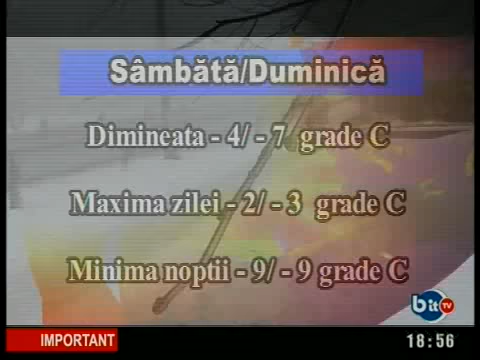 Sâmbătă/Duminică
Dimineata - 4/ - 7 grade C
Maxima zilei - 2/ - 3 grade C
Minima noptii - 9/ - 9 grade C
bit TV
IMPORTANT
18:56